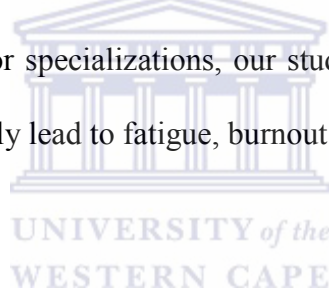 or specializations, our stud
ly lead to fatigue, burnout
UNIVERSITY of the
WESTERN CAPE